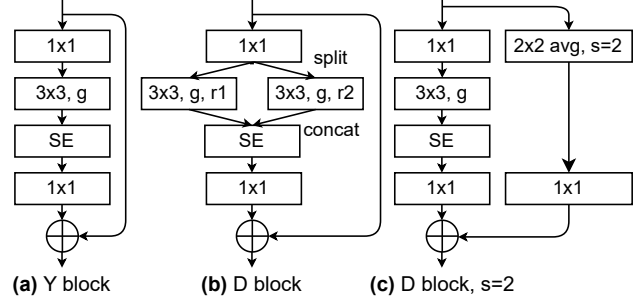 1x1
3x3, g
SE
1x1
(a) Y block
1x1
split
3x3, g, r1
3x3, g, r2
concat
SE
1x1
(b) D block
1x1
2x2 avg, s=2
3x3, g
SE
1x1
1x1
(c) D block, s=2